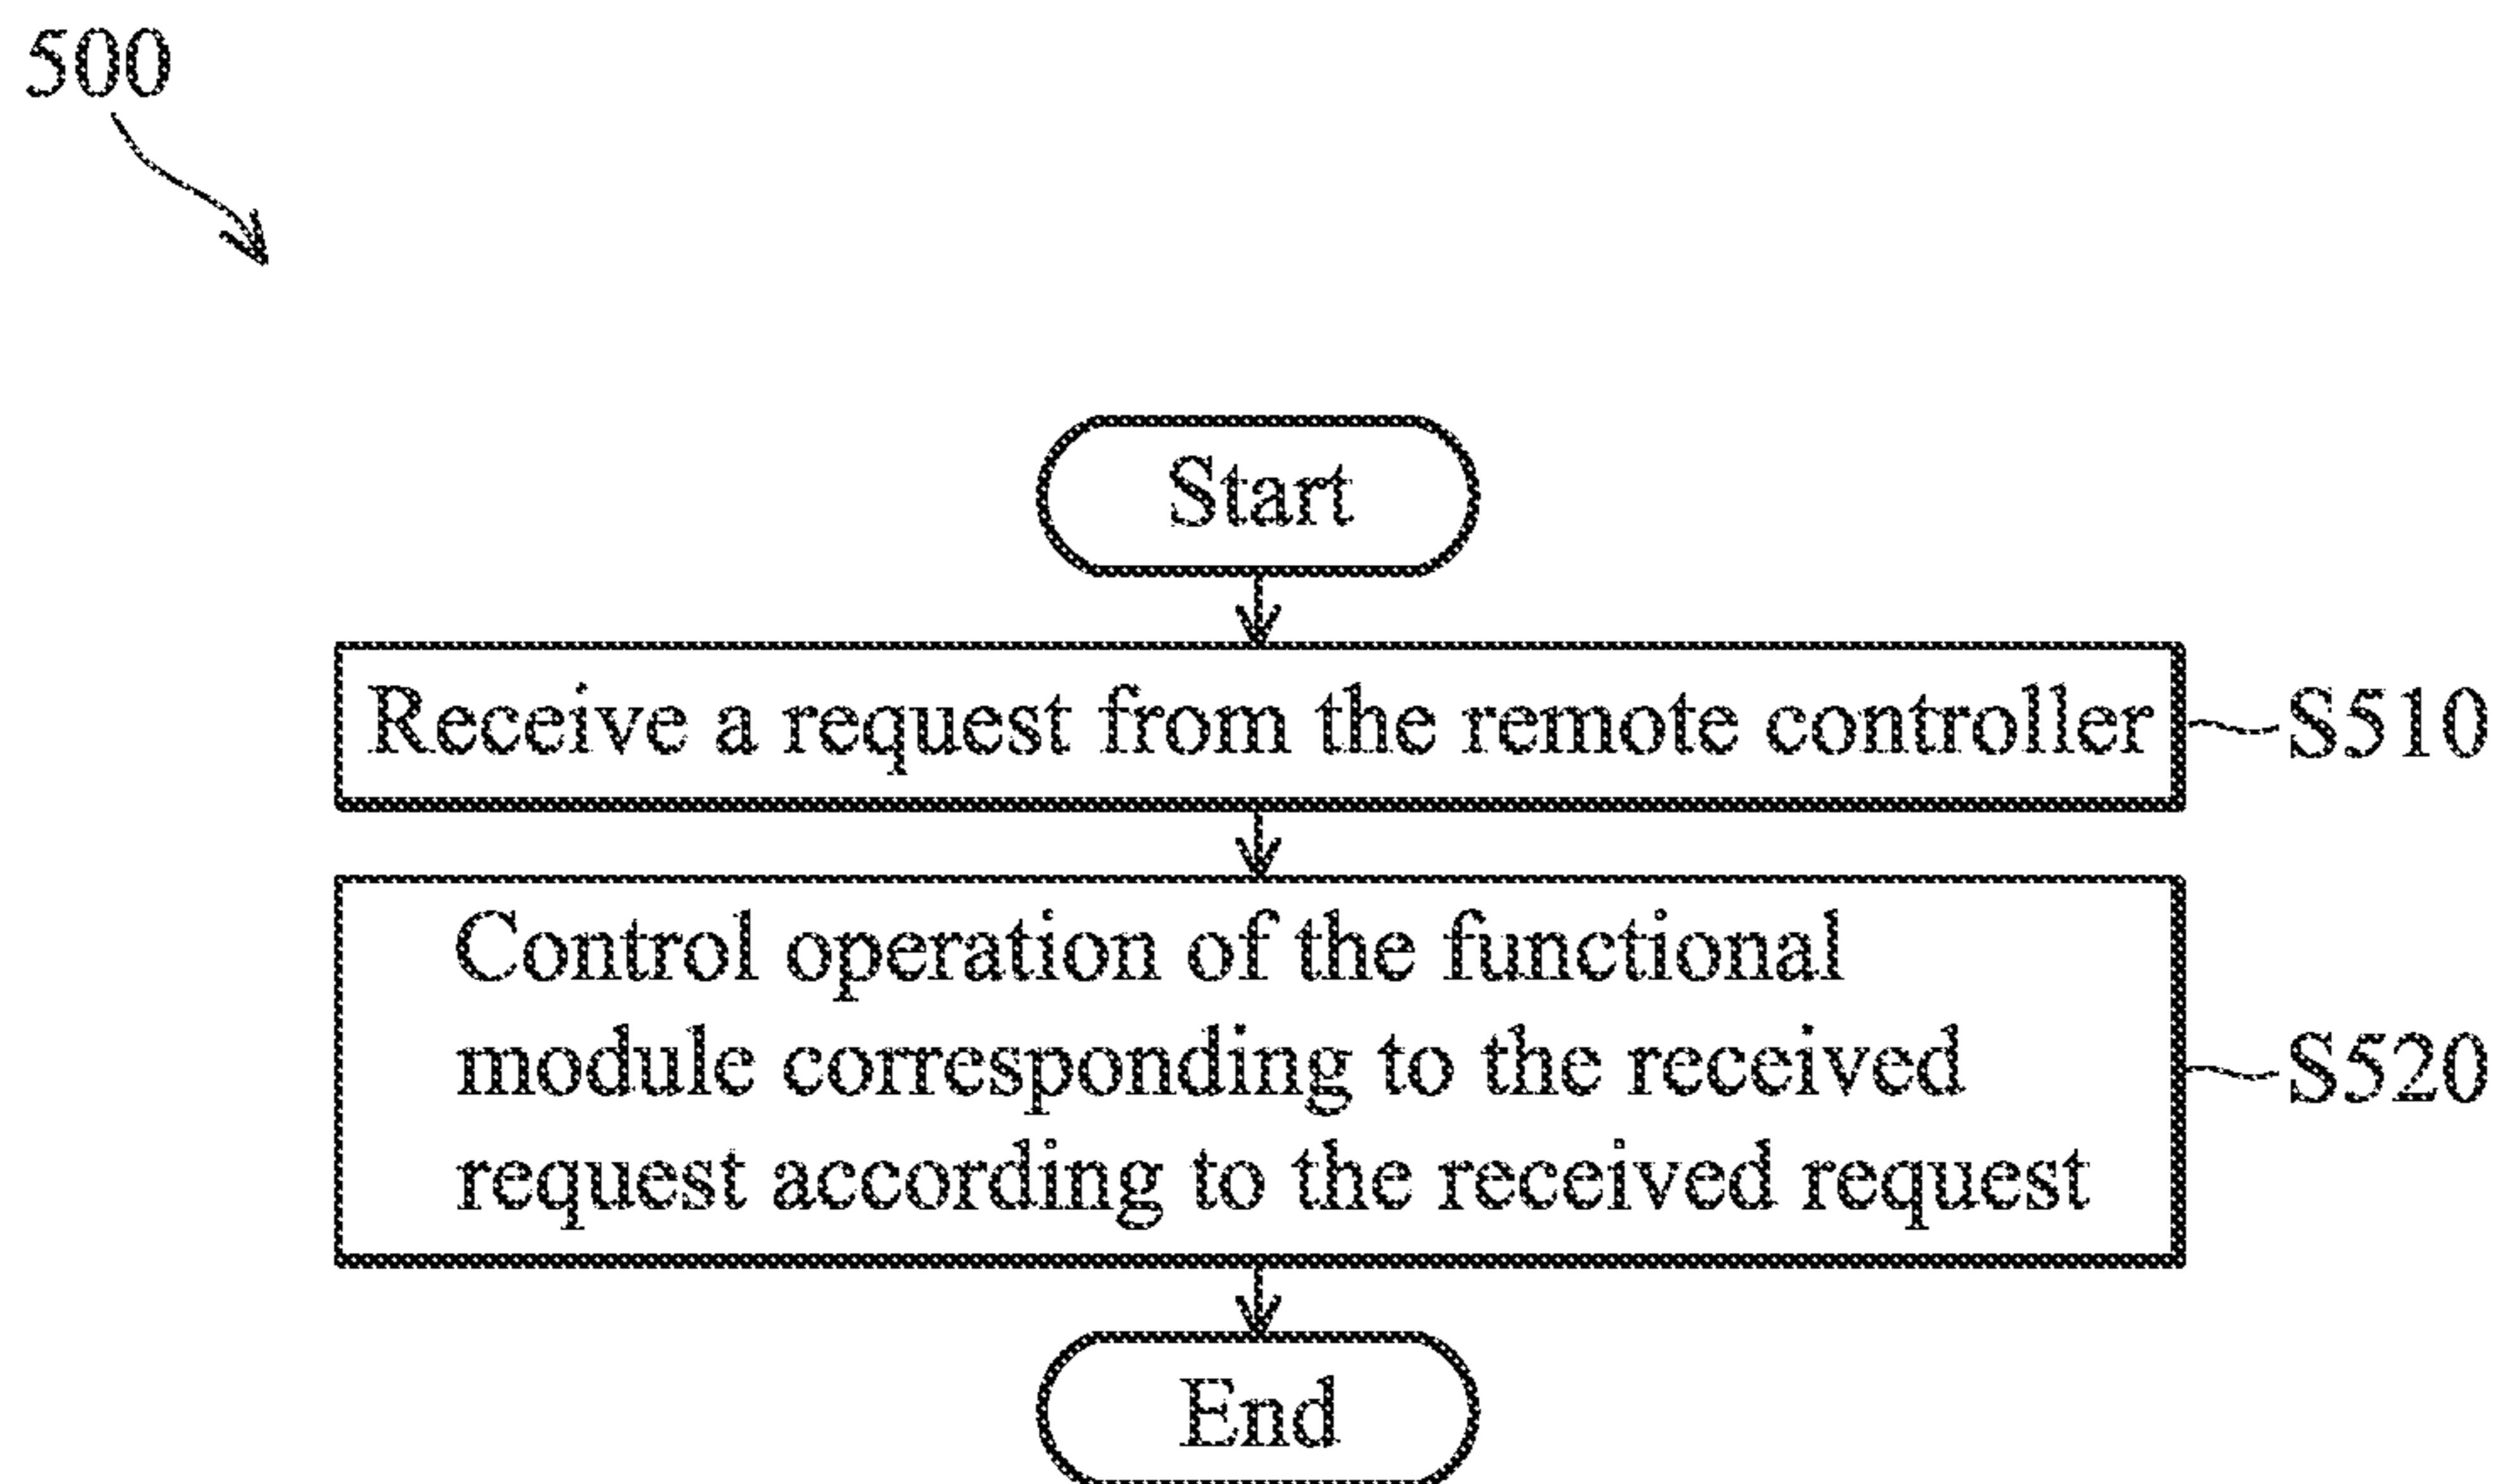 500
Start
Receive a request from the remote controller
S510
Control operation of the functional
module corresponding to the received
request according to the received request
S520
End